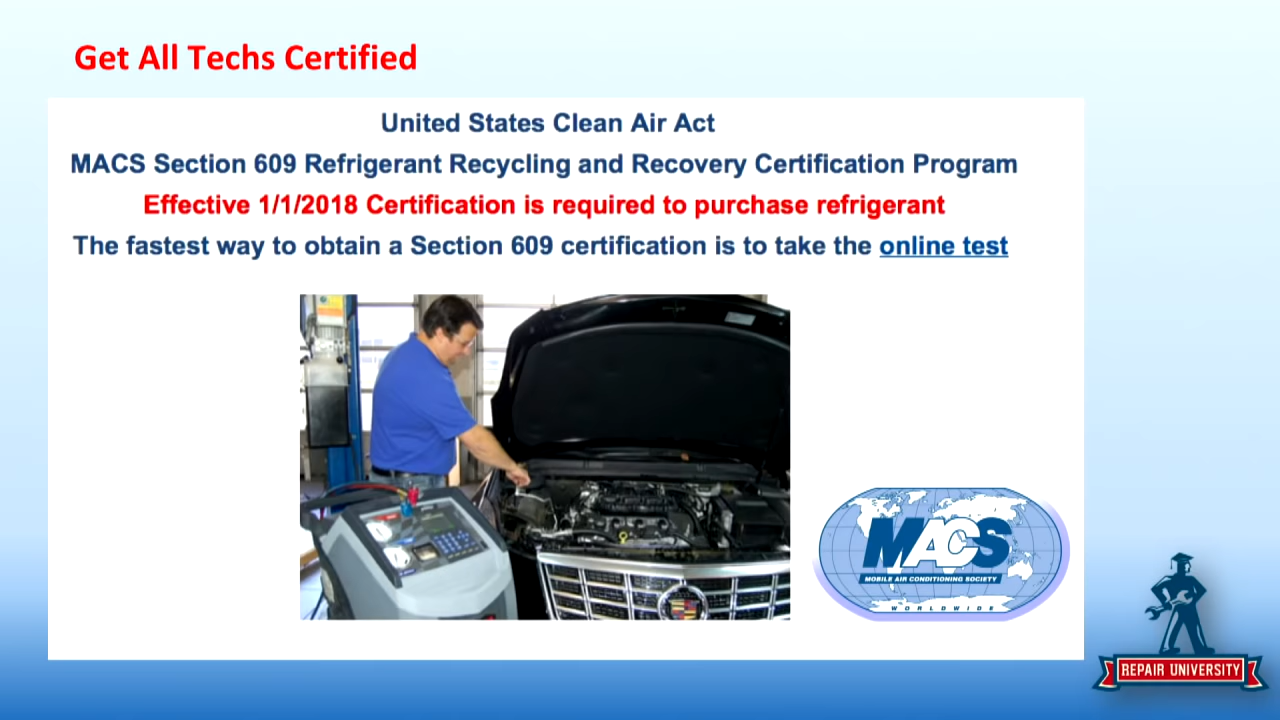 Get All Techs Certified
United States Clean Air Act
MACS Section 609 Refrigerant Recycling and Recovery Certification Program
Effective 1/1/2018 Certification is required to purchase refrigerant
The fastest way to obtain a Section 609 certification is to take the online test
MACS
MOBILE AIR CONDITIONING SOCIETY
WORLDWIDE
REPAIR UNIVERSITY